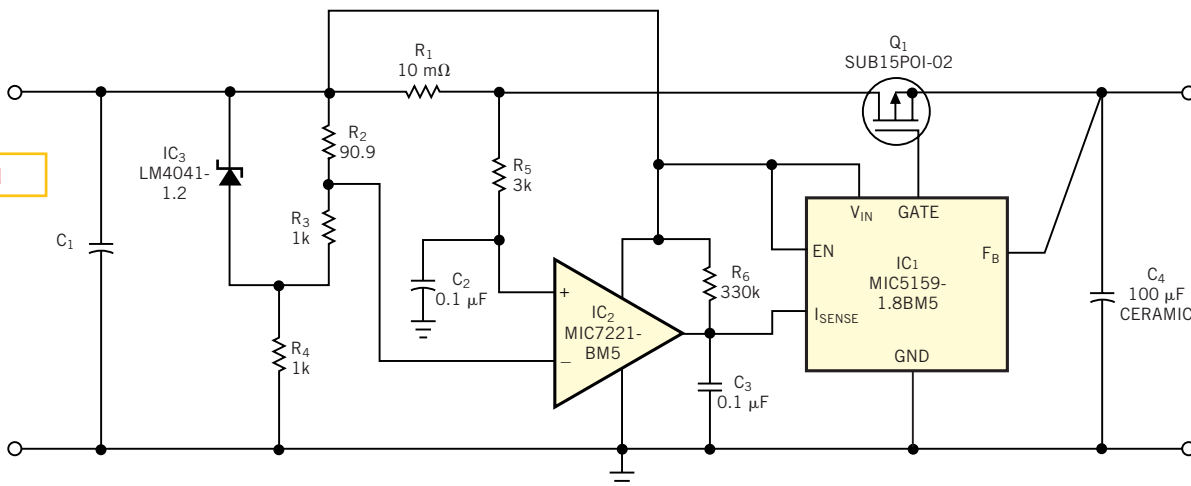 R1
10 mΩ
Q1
SUB15POI-02
R2
90.9
IC3
LM4041-
1.2
R5
3k
VIN GATE
R3
1k
C1
EN
FB
IC1
MIC5159-
1.8BM5
R6
330k
C2
0.1 µF
+
IC2
MIC7221-
BM5
–
ISENSE
C4
100 µF
CERAMIC
R4
1k
GND
C3
0.1 µF